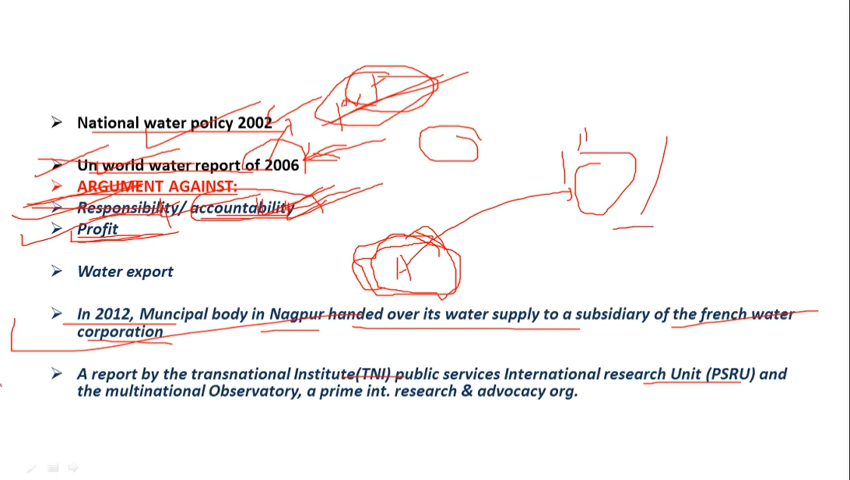 National water policy 2002
Un world water report of 2006
ARGUMENT AGAINST:
Responsibility/ accountability
Profit
Water export
In 2012, Muncipal body in Nagpur handed over its water supply to a subsidiary of the french water
corporation
A report by the transnational Institute(TNI) public services International research Unit (PSRU) and
the multinational Observatory, a prime int. research & advocacy org.
A